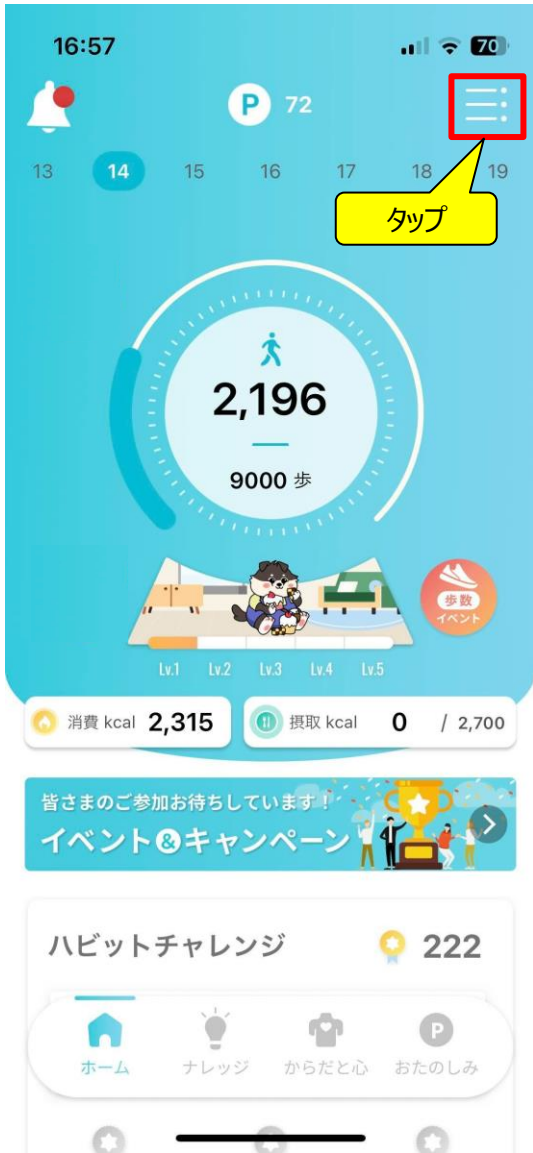 16:57
70
P 72
13 14 15 16 17 18 19
タップ
2,196
9000 歩
歩数
イベント
Lv.1 Lv.2 Lv.3 Lv.4 Lv.5
消費 kcal 2,315
摂取 kcal 0 / 2,700
皆さまのご参加お待ちしています!
イベント&キャンペーン
ハビットチャレンジ 222
P
ホーム ナレッジ からだと心 おたのしみ